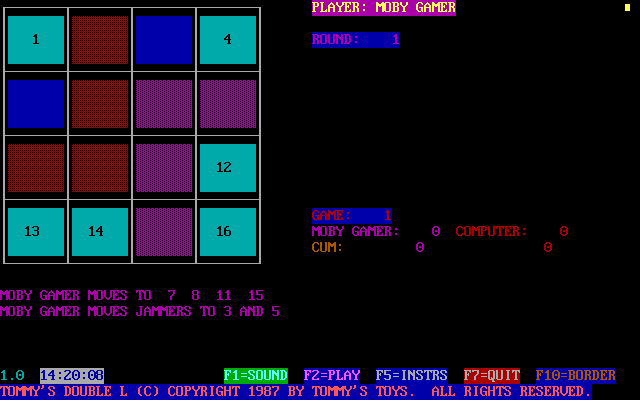 PLAYER: MOBY GAMER
1 4
ROUND: 1
12
13 14 16
GAME: 1
MOBY GAMER: 0 COMPUTER: 0
CUM: 0 0
MOBY GAMER MOVES TO 7 8 11 15
MOBY GAMER MOVES JAMMERS TO 3 AND 5
1.0 14:20:08 F1=SOUND F2=PLAY F5=INSTRS F7=QUIT F10=BORDER
TOMMY'S DOUBLE L (C) COPYRIGHT 1987 BY TOMMY'S TOYS. ALL RIGHTS RESERVED.